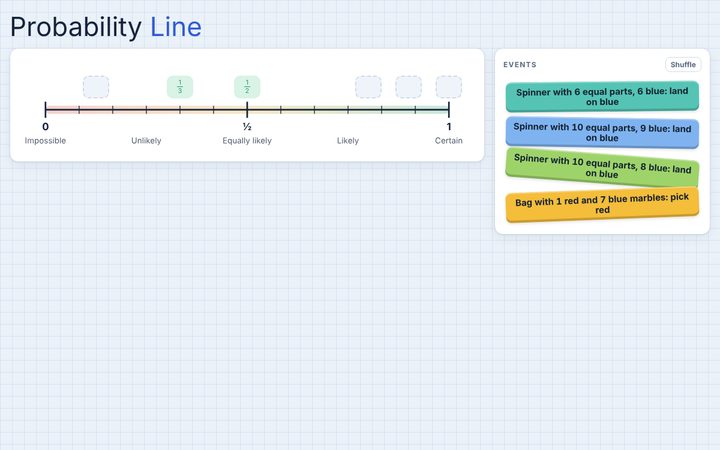 Probability Line
1/3
1/2
0
½
1
Impossible
Unlikely
Equally likely
Likely
Certain
EVENTS
Shuffle
Spinner with 6 equal parts, 6 blue: land
on blue
Spinner with 10 equal parts, 9 blue: land
on blue
Spinner with 10 equal parts, 8 blue: land
on blue
Bag with 1 red and 7 blue marbles: pick
red